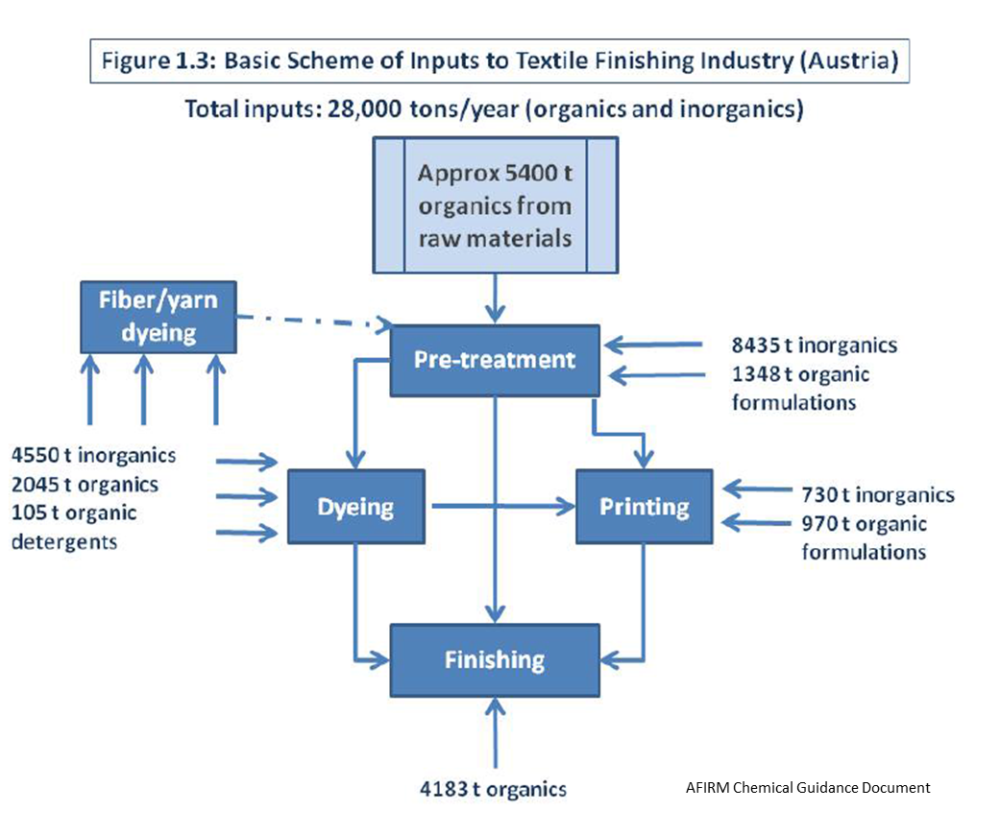 Figure 1.3: Basic Scheme of Inputs to Textile Finishing Industry (Austria)
Total inputs: 28,000 tons/year (organics and inorganics)
Approx 5400 t
organics from
raw materials
Fiber/yarn
dyeing
Pre-treatment
8435 t inorganics
1348 t organic
formulations
4550 t inorganics
2045 t organics
105 t organic
detergents
Dyeing
Printing
730 t inorganics
970 t organic
formulations
Finishing
4183 t organics
AFIRM Chemical Guidance Document